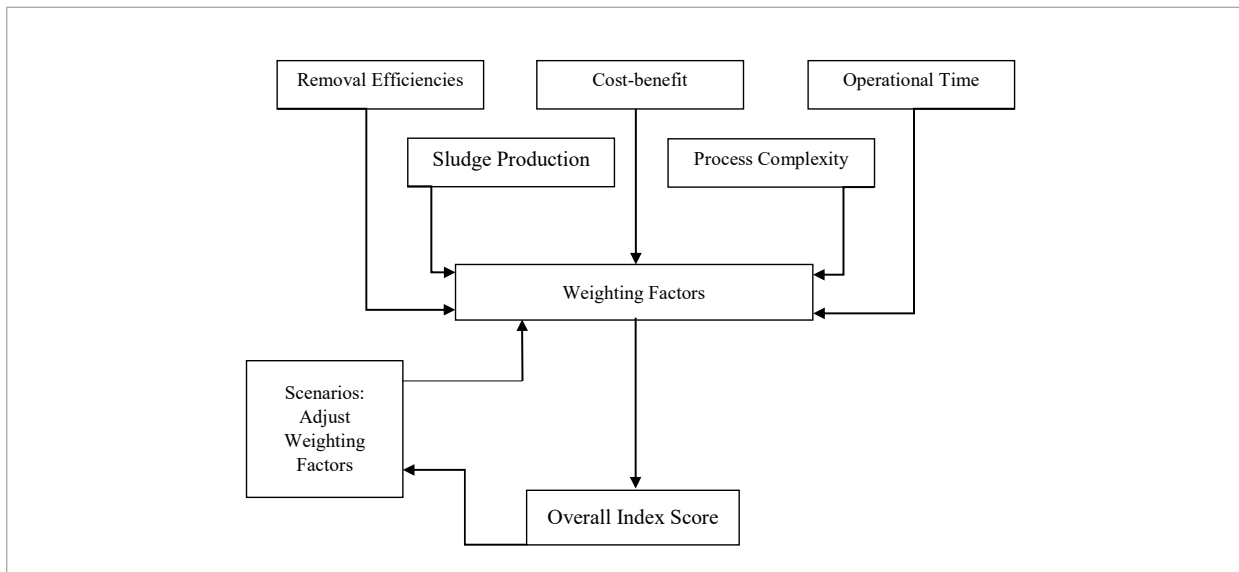 Removal Efficiencies
Cost-benefit
Operational Time
Sludge Production
Process Complexity
Weighting Factors
Scenarios:
Adjust
Weighting
Factors
Overall Index Score